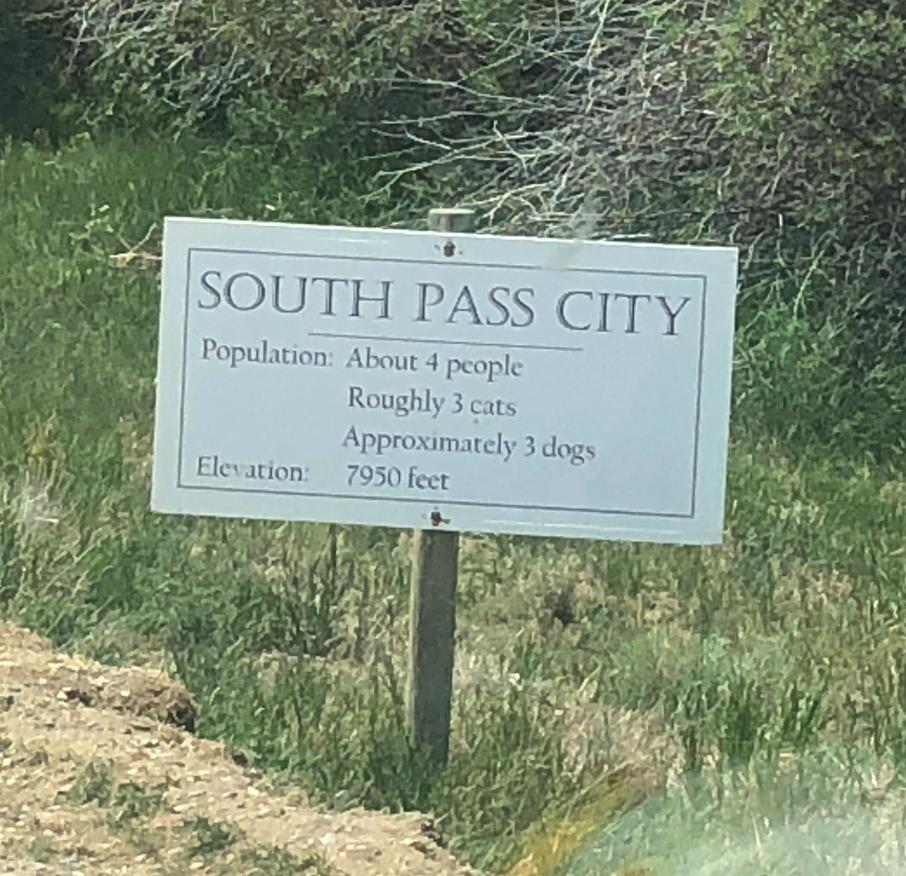 SOUTH PASS CITY
Population: About 4 people
Roughly 3 cats
Approximately 3 dogs
Elevation: 7950 feet